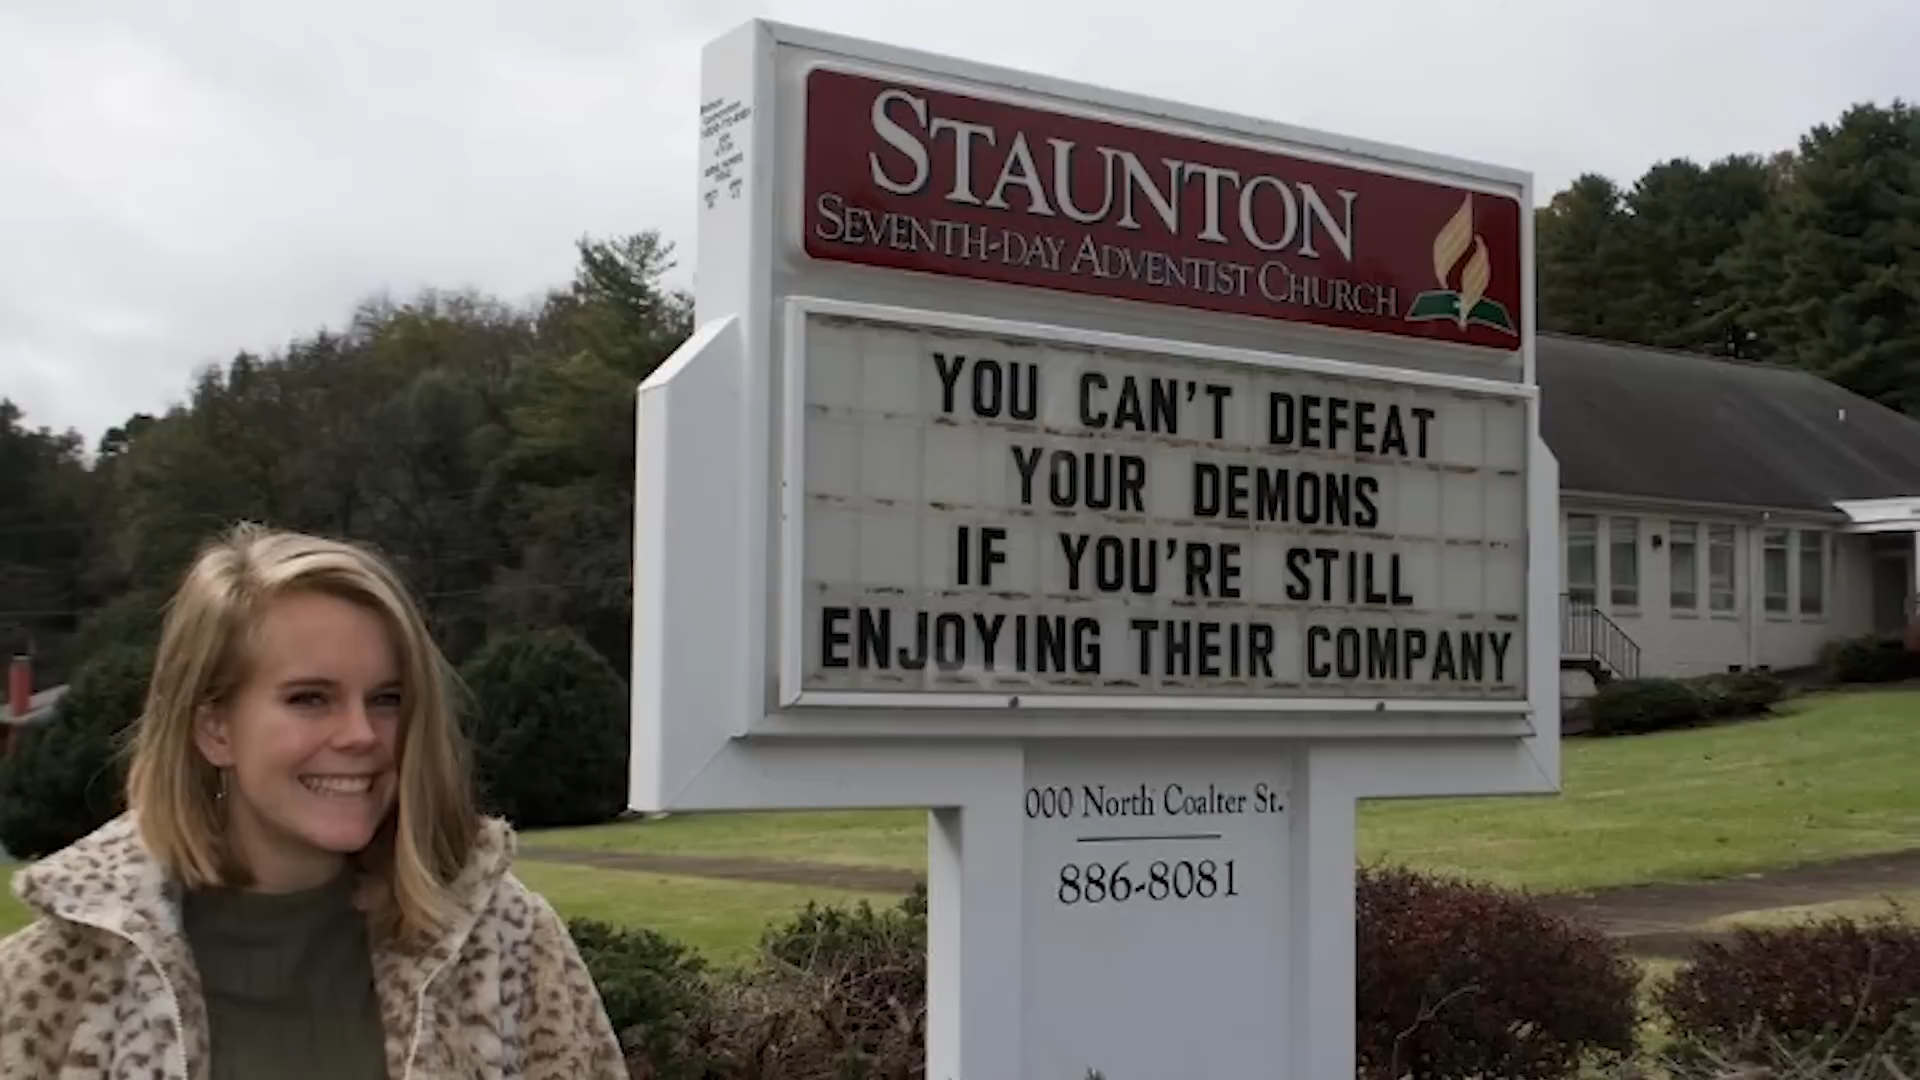 STAUNTON
SEVENTH-DAY ADVENTIST CHURCH
YOU CAN'T DEFEAT
YOUR DEMONS
IF YOU'RE STILL
ENJOYING THEIR COMPANY
000 North Coalter St.
886-8081